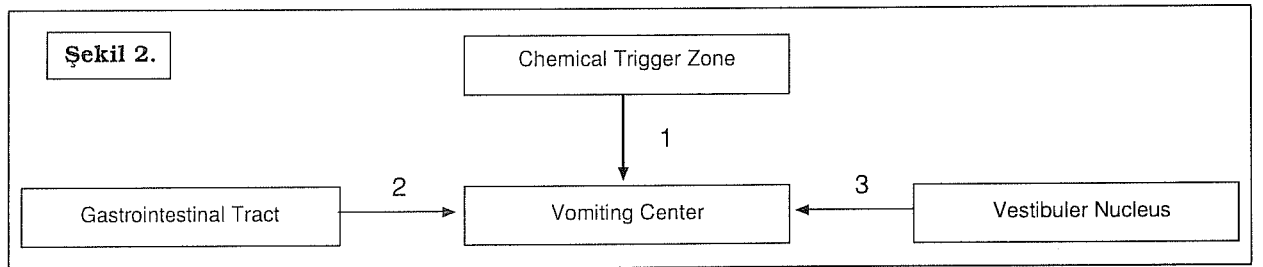 Şekil 2.
Chemical Trigger Zone
1
2
3
Gastrointestinal Tract
Vomiting Center
Vestibuler Nucleus